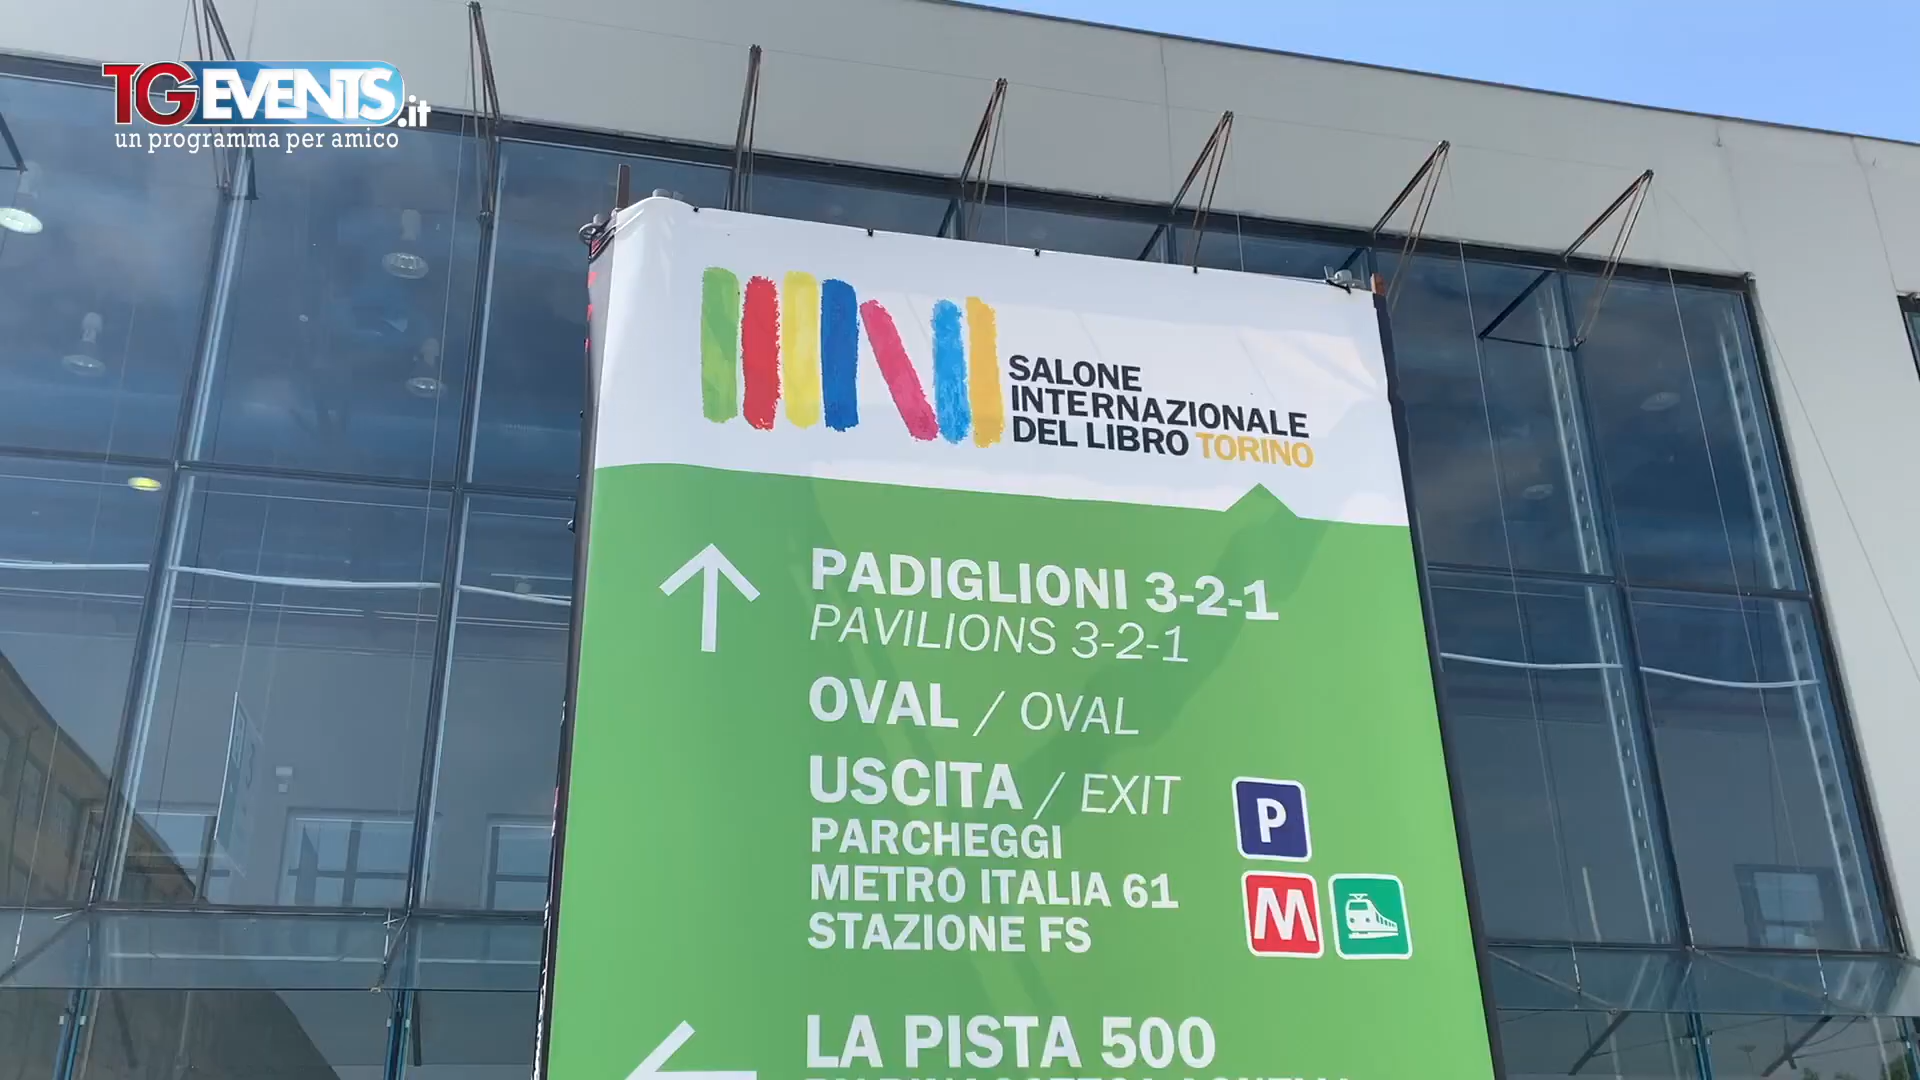 TGEVENTS.it
un programma per amico
SALONE
INTERNAZIONALE
DEL LIBRO TORINO
PADIGLIONI 3-2-1
PAVILIONS 3-2-1
OVAL / OVAL
USCITA / EXIT
PARCHEGGI
P
METRO ITALIA 61
M
STAZIONE FS
LA PISTA 500